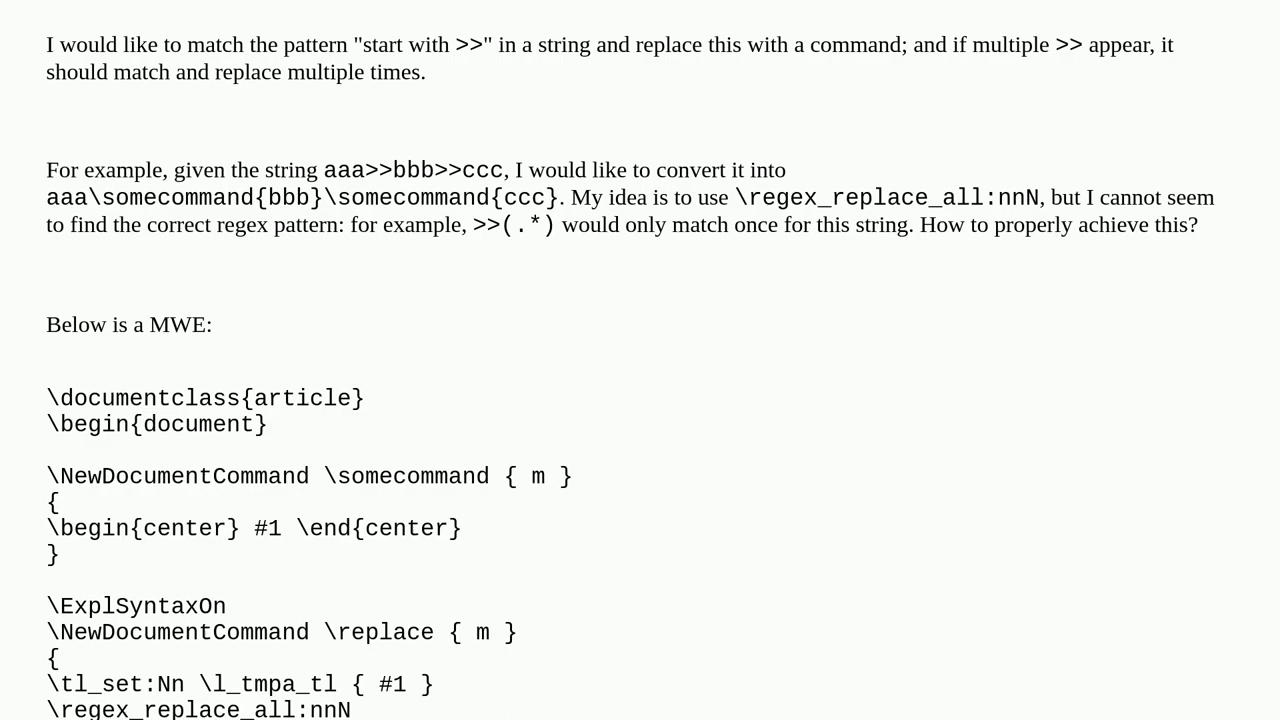 I would like to match the pattern "start with >>" in a string and replace this with a command; and if multiple >> appear, it
should match and replace multiple times.
For example, given the string aaa>>bbb>>ccc, I would like to convert it into
aaa\somecommand{bbb}\somecommand{ccc}. My idea is to use \regex_replace_all:nnN, but I cannot seem
to find the correct regex pattern: for example, >>(.*) would only match once for this string. How to properly achieve this?
Below is a MWE:
\documentclass{article}
\begin{document}
\NewDocumentCommand \somecommand { m }
{
\begin{center} #1 \end{center}
}
\ExplSyntaxOn
\NewDocumentCommand \replace { m }
{
\tl_set:Nn \l_tmpa_tl { #1 }
\regex_replace_all:nnN